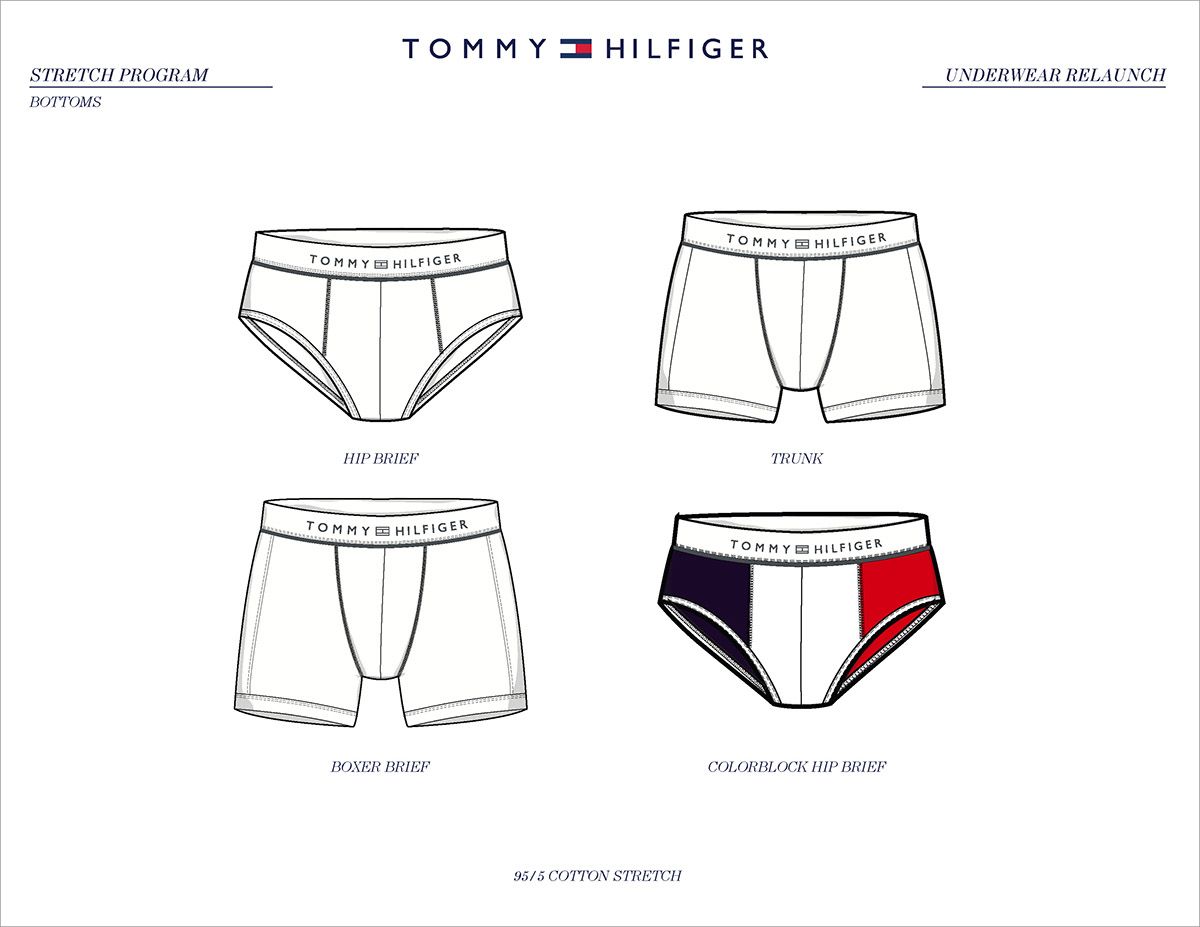 TOMMY HILFIGER
STRETCH PROGRAM
UNDERWEAR RELAUNCH
BOTTOMS
TOMMY HILFIGER
TOMMY HILFIGER
HIP BRIEF
TRUNK
TOMMY HILFIGER
TOMMY HILFIGER
BOXER BRIEF
COLORBLOCK HIP BRIEF
95/5 COTTON STRETCH